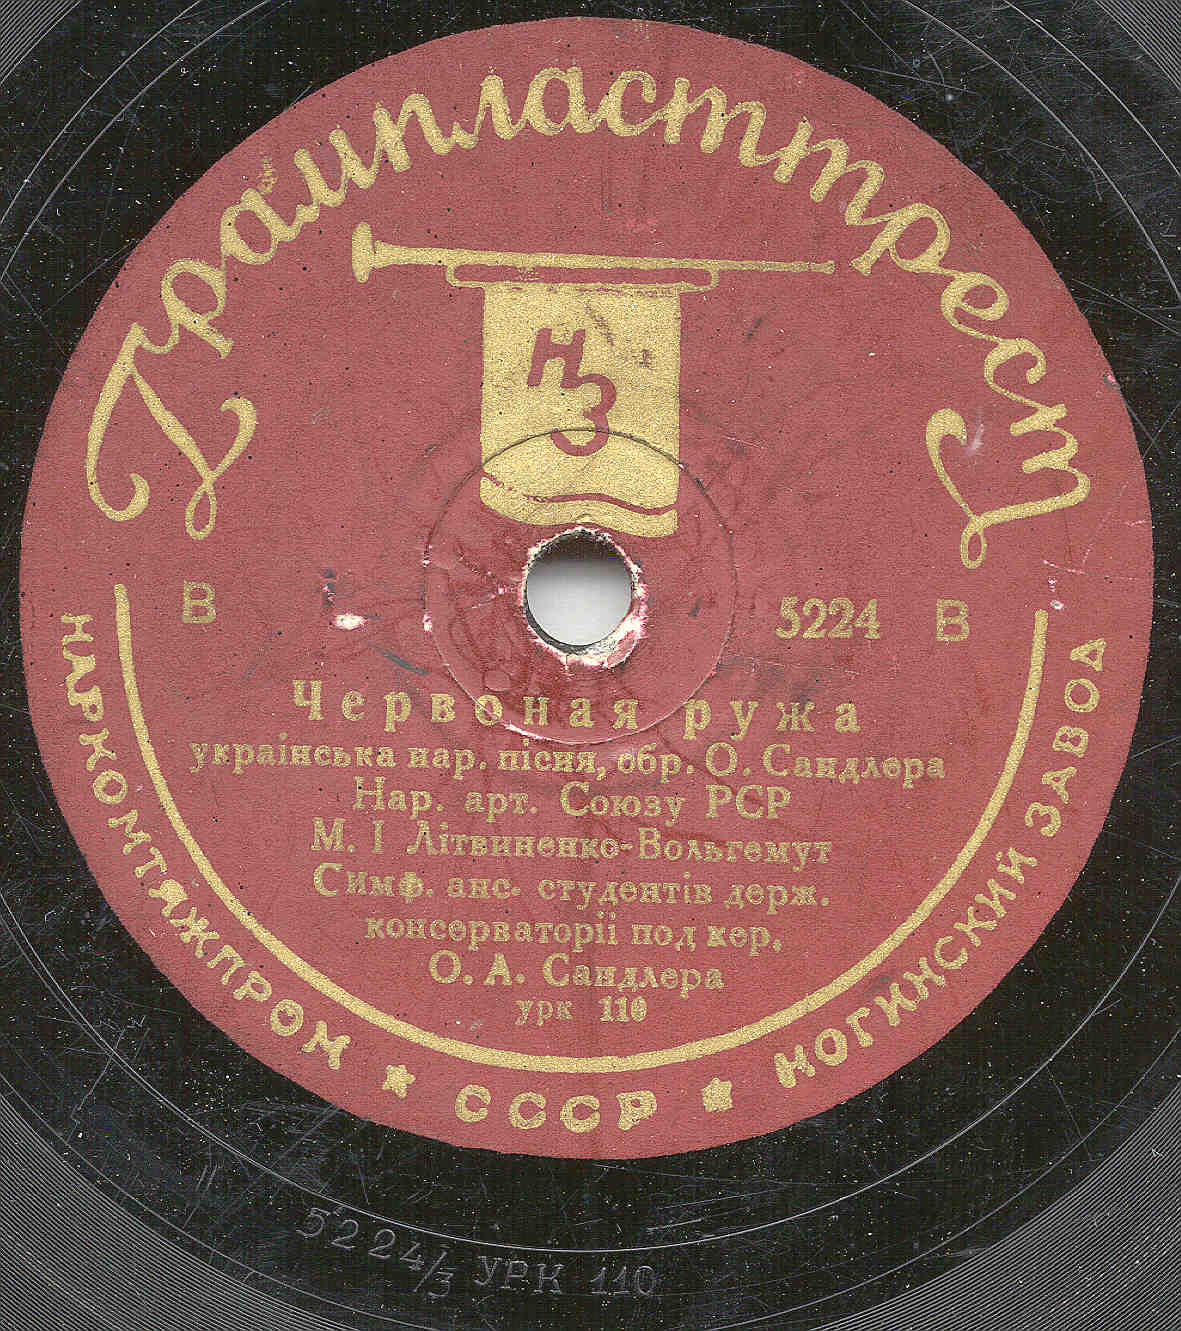 Грампласттрест
НЗ
В 5224 В
Червоная ружа
українська нар. пісня, обр. О. Сандлера
Нар. арт. Союзу РСР
М. І Літвиненко-Вольгемут
Симф. анс. студентів держ.
консерваторії под кер.
О. А. Сандлера
урк 110
НАРКОМТЯЖПРОМ ★ СССР ★ НОГИНСКИЙ ЗАВОД
5224/3 УРК 110